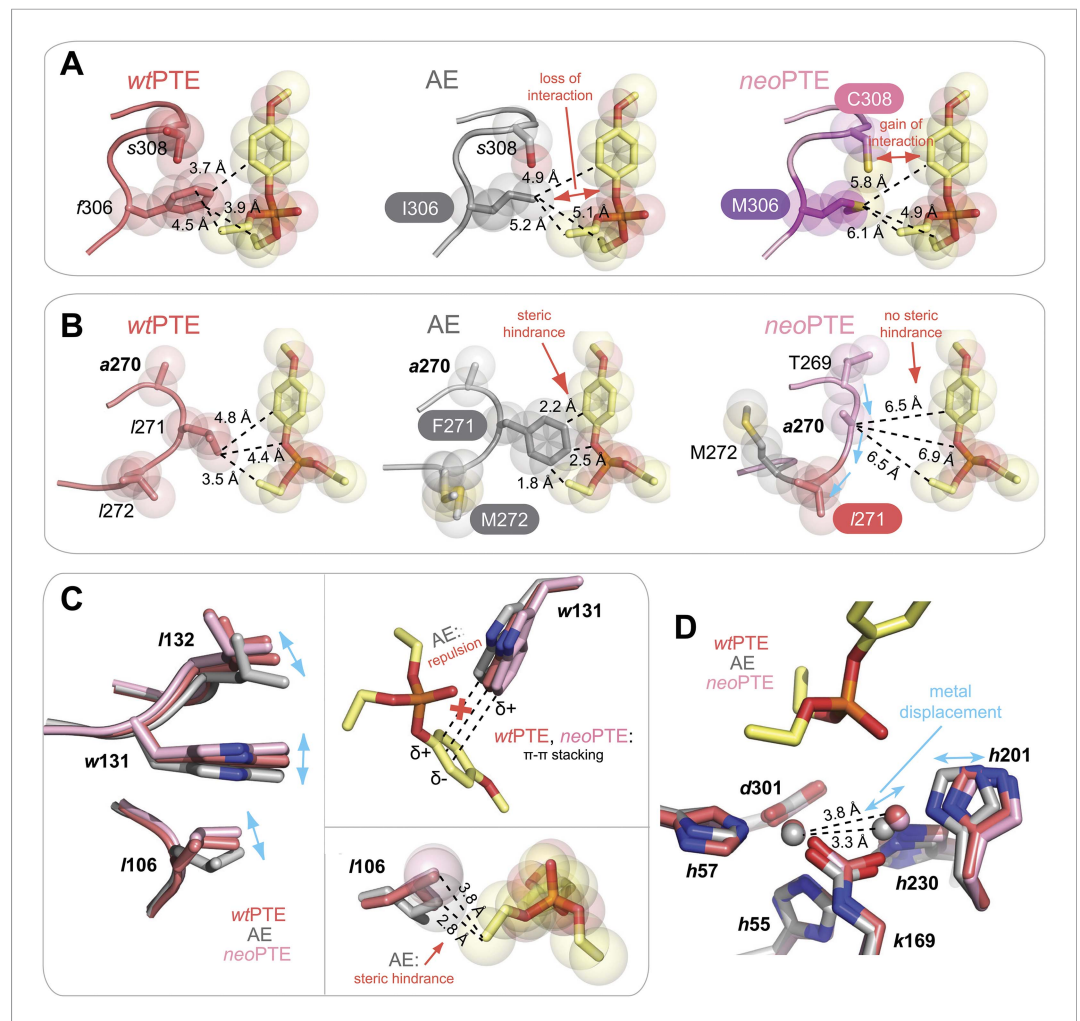 A
wtPTE
s308
3.7 Å
f306
3.9 Å
4.5 Å
AE
loss of
interaction
s308
4.9 Å
I306
5.1 Å
5.2 Å
neoPTE
C308
gain of
interaction
5.8 Å
M306
4.9 Å
6.1 Å
B
wtPTE
a270
l271
4.8 Å
4.4 Å
3.5 Å
l272
AE
steric
hindrance
a270
F271
2.2 Å
2.5 Å
1.8 Å
M272
neoPTE
no steric
hindrance
T269
6.5 Å
a270
M272
6.9 Å
6.5 Å
l271
C
l132
w131
l106
wtPTE
AE
neoPTE
w131
AE:
repulsion
δ+
δ+
δ-
wtPTE, neoPTE:
π-π stacking
l106
3.8 Å
2.8 Å
AE:
steric hindrance
D
wtPTE
AE
neoPTE
metal
displacement
h201
d301
3.8 Å
3.3 Å
h57
h230
h55
k169